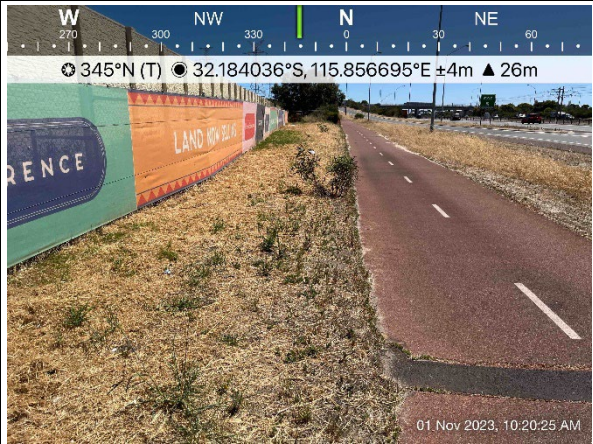 W NW N NE
270 300 330 0 30 60
345°N (T) 32.184036°S, 115.856695°E ±4m ▲ 26m
RENCE
LAND NOW
01 Nov 2023, 10:20:25 AM